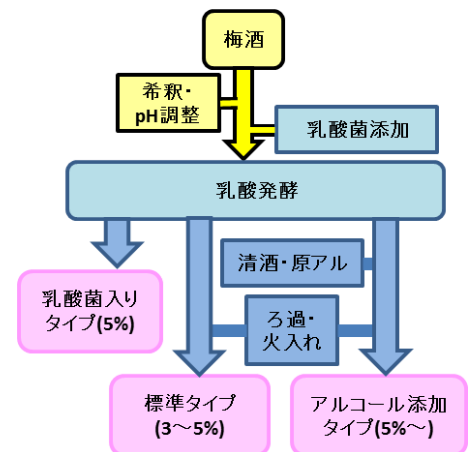 梅酒
希釈・
pH調整
乳酸菌添加
乳酸発酵
清酒・原アル
乳酸菌入り
タイプ(5%)
ろ過・
火入れ
標準タイプ
(3～5%)
アルコール添加
タイプ(5%～)